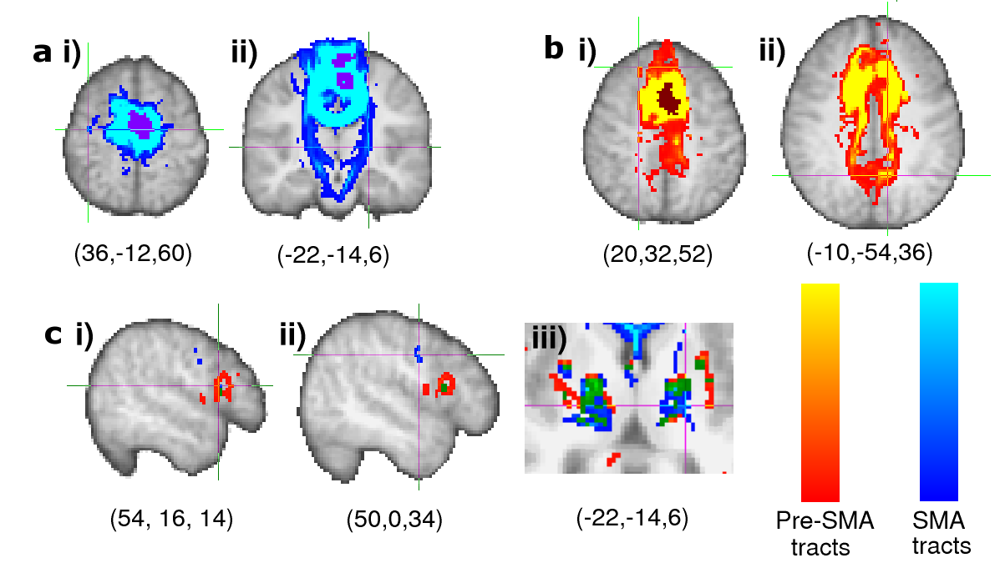 a i)
ii)
b i)
ii)
(36,-12,60)
(-22,-14,6)
(20,32,52)
(-10,-54,36)
c i)
ii)
iii)
(54, 16, 14)
(50,0,34)
(-22,-14,6)
Pre-SMA
tracts
SMA
tracts